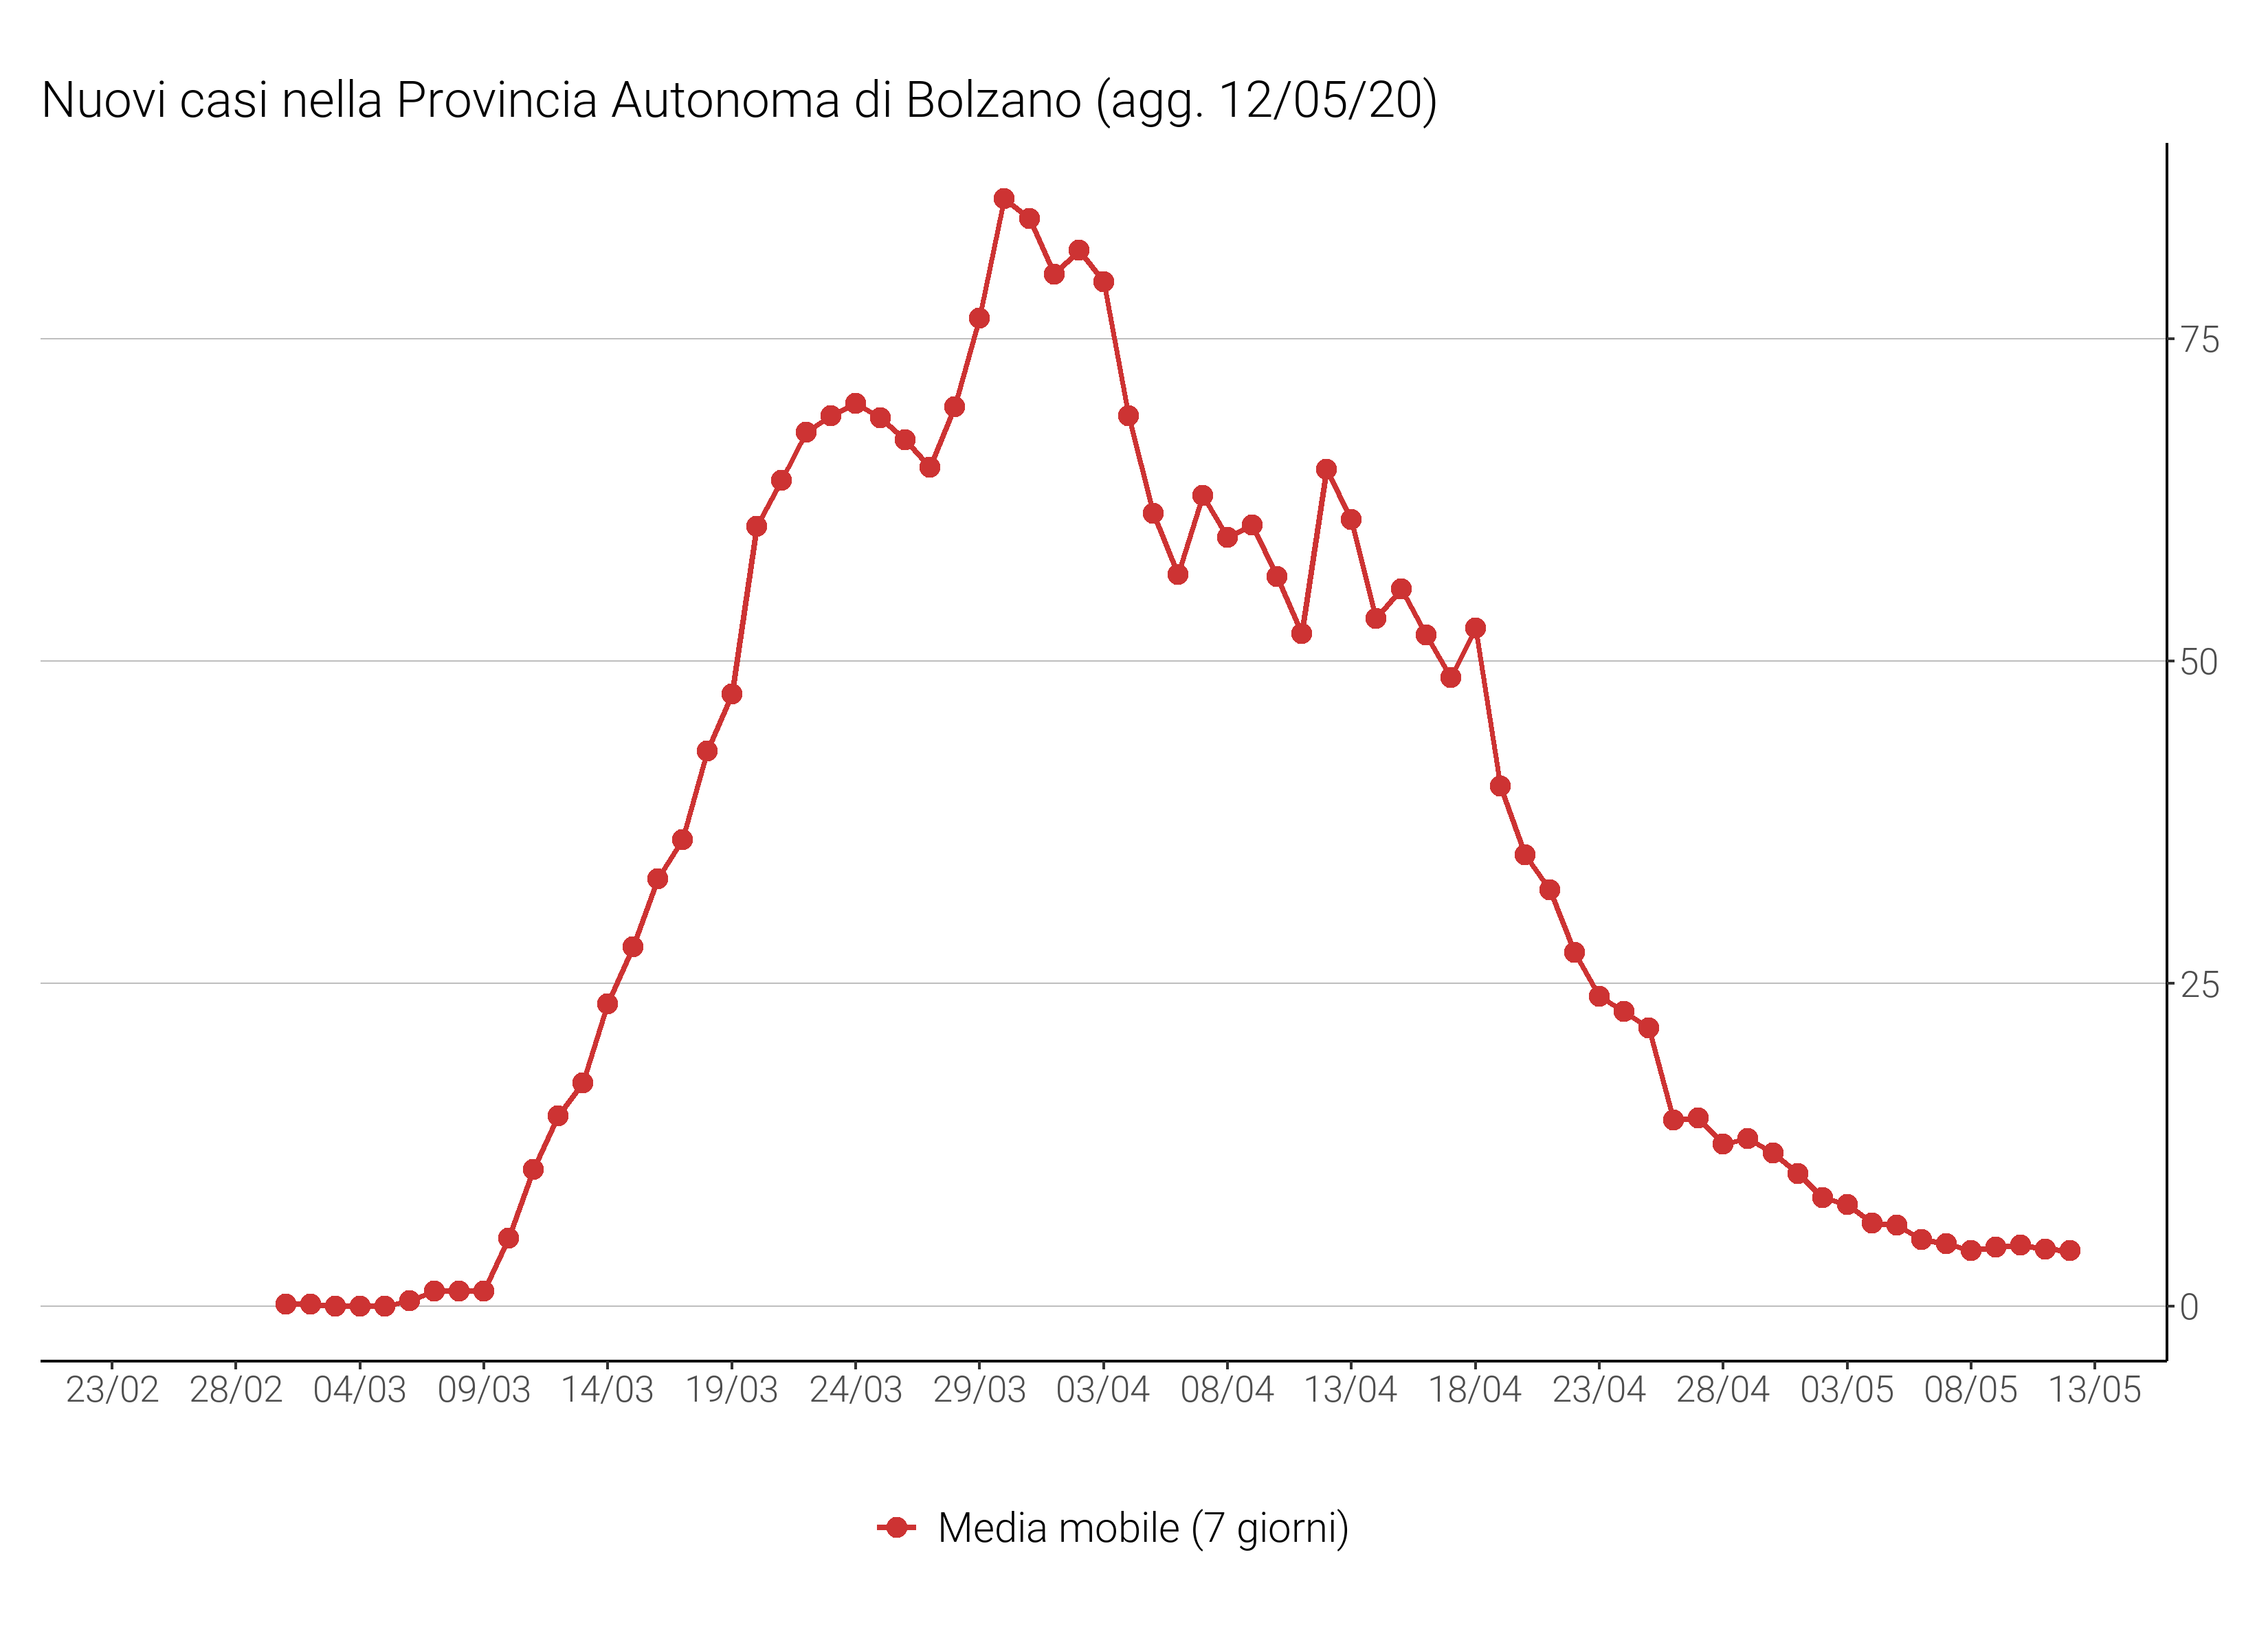 Nuovi casi nella Provincia Autonoma di Bolzano (agg. 12/05/20)
75
50
25
0
23/02 28/02 04/03 09/03 14/03 19/03 24/03 29/03 03/04 08/04 13/04 18/04 23/04 28/04 03/05 08/05 13/05
Media mobile (7 giorni)